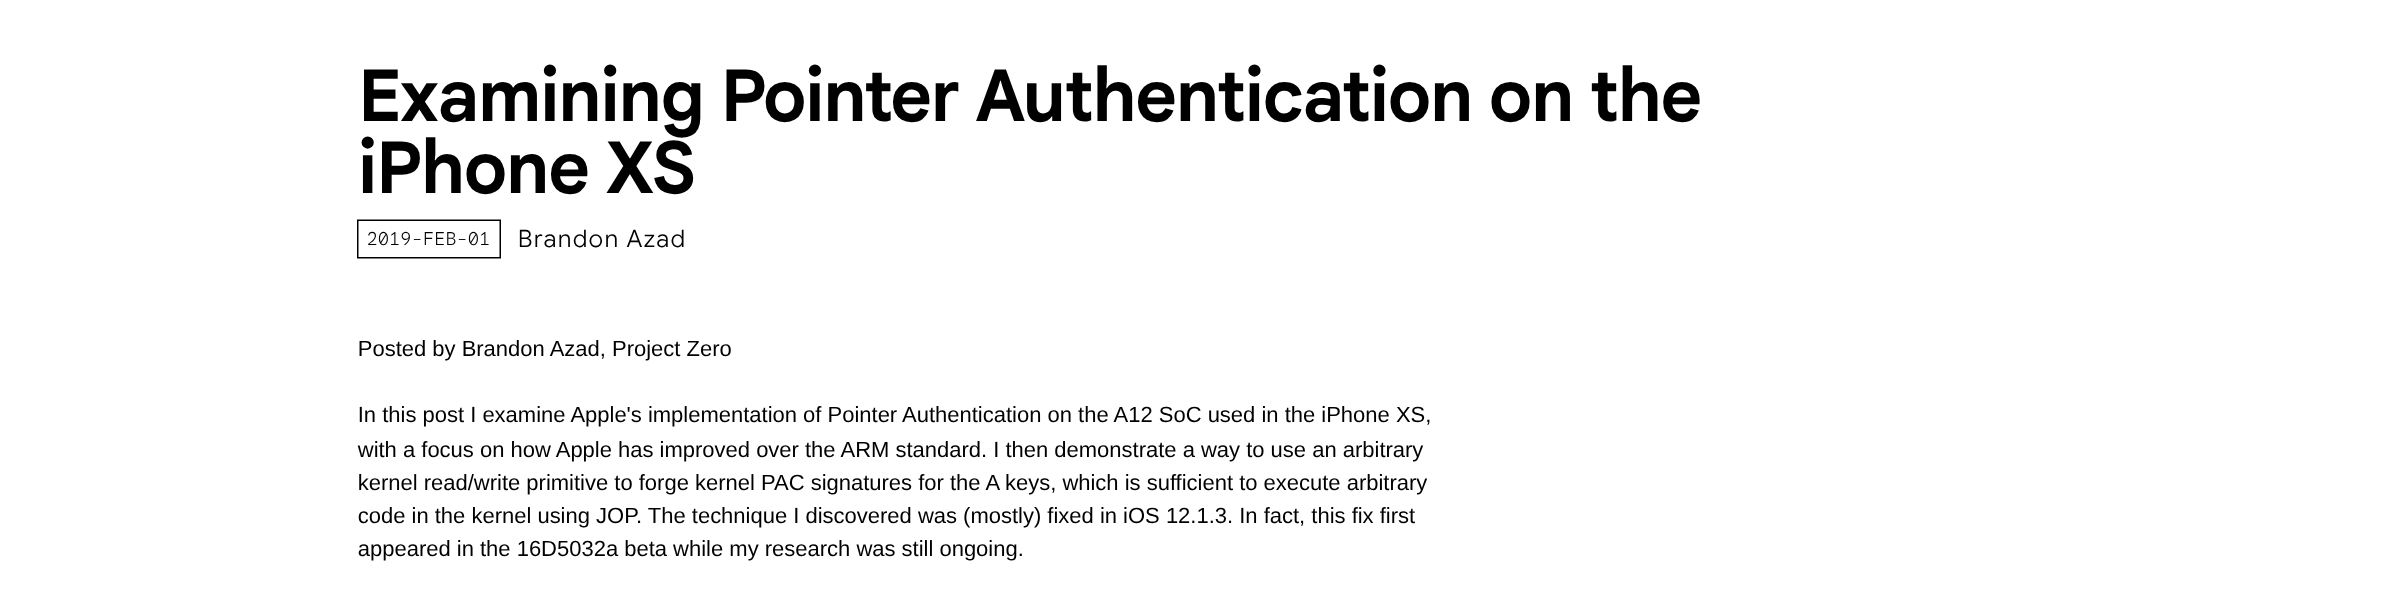 Examining Pointer Authentication on the
iPhone XS
2019-FEB-01 Brandon Azad
Posted by Brandon Azad, Project Zero
In this post I examine Apple's implementation of Pointer Authentication on the A12 SoC used in the iPhone XS,
with a focus on how Apple has improved over the ARM standard. I then demonstrate a way to use an arbitrary
kernel read/write primitive to forge kernel PAC signatures for the A keys, which is sufficient to execute arbitrary
code in the kernel using JOP. The technique I discovered was (mostly) fixed in iOS 12.1.3. In fact, this fix first
appeared in the 16D5032a beta while my research was still ongoing.